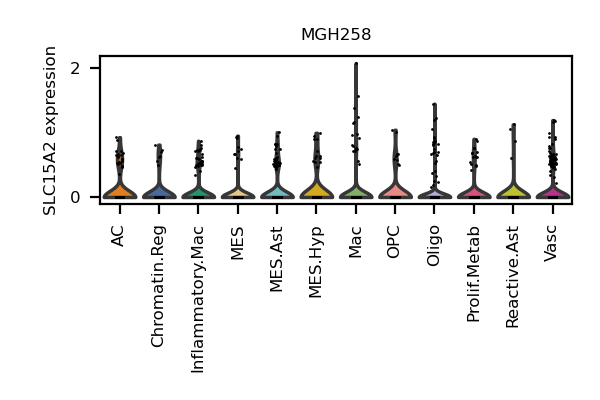 MGH258
SLC15A2 expression
2
0
AC
Chromatin.Reg
Inflammatory.Mac
MES
MES.Ast
MES.Hyp
Mac
OPC
Oligo
Prolif.Metab
Reactive.Ast
Vasc